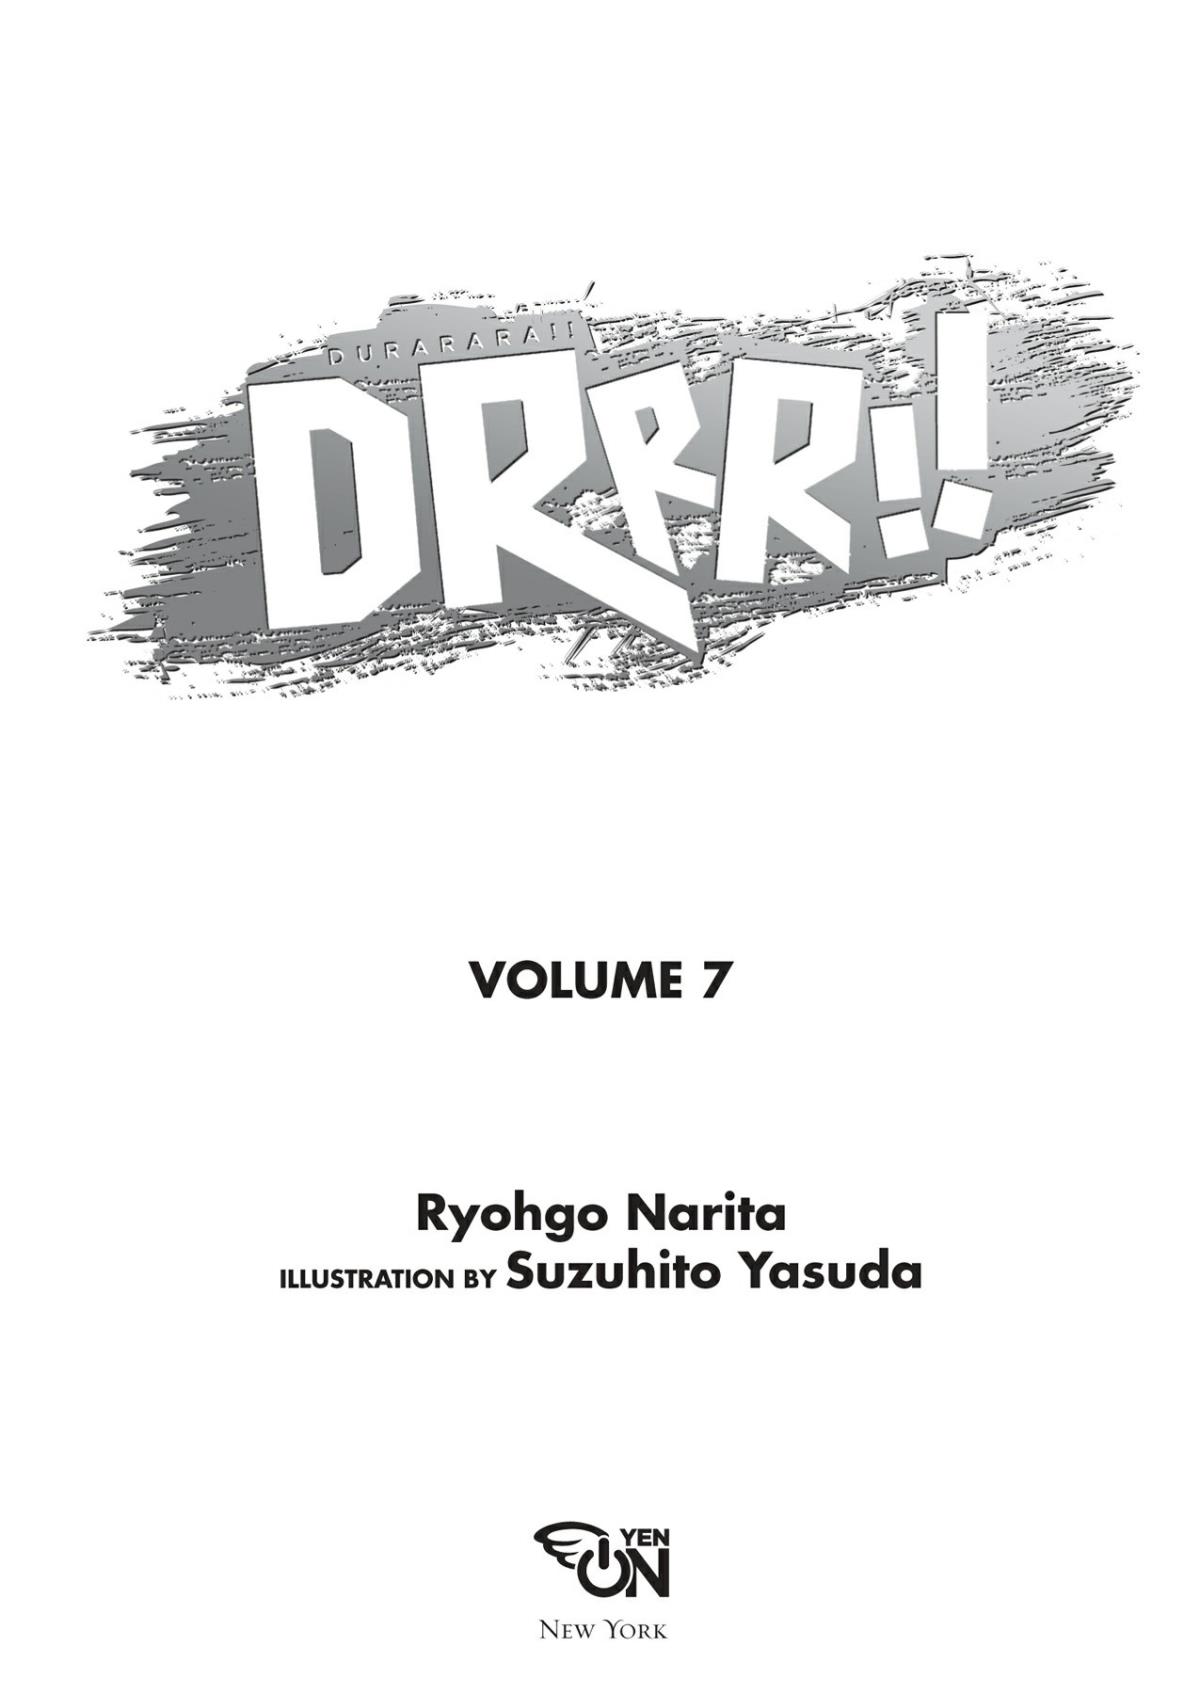 DURARARA!!
DRRR!!
VOLUME 7
Ryohgo Narita
ILLUSTRATION BY Suzuhito Yasuda
YEN
ON
NEW YORK